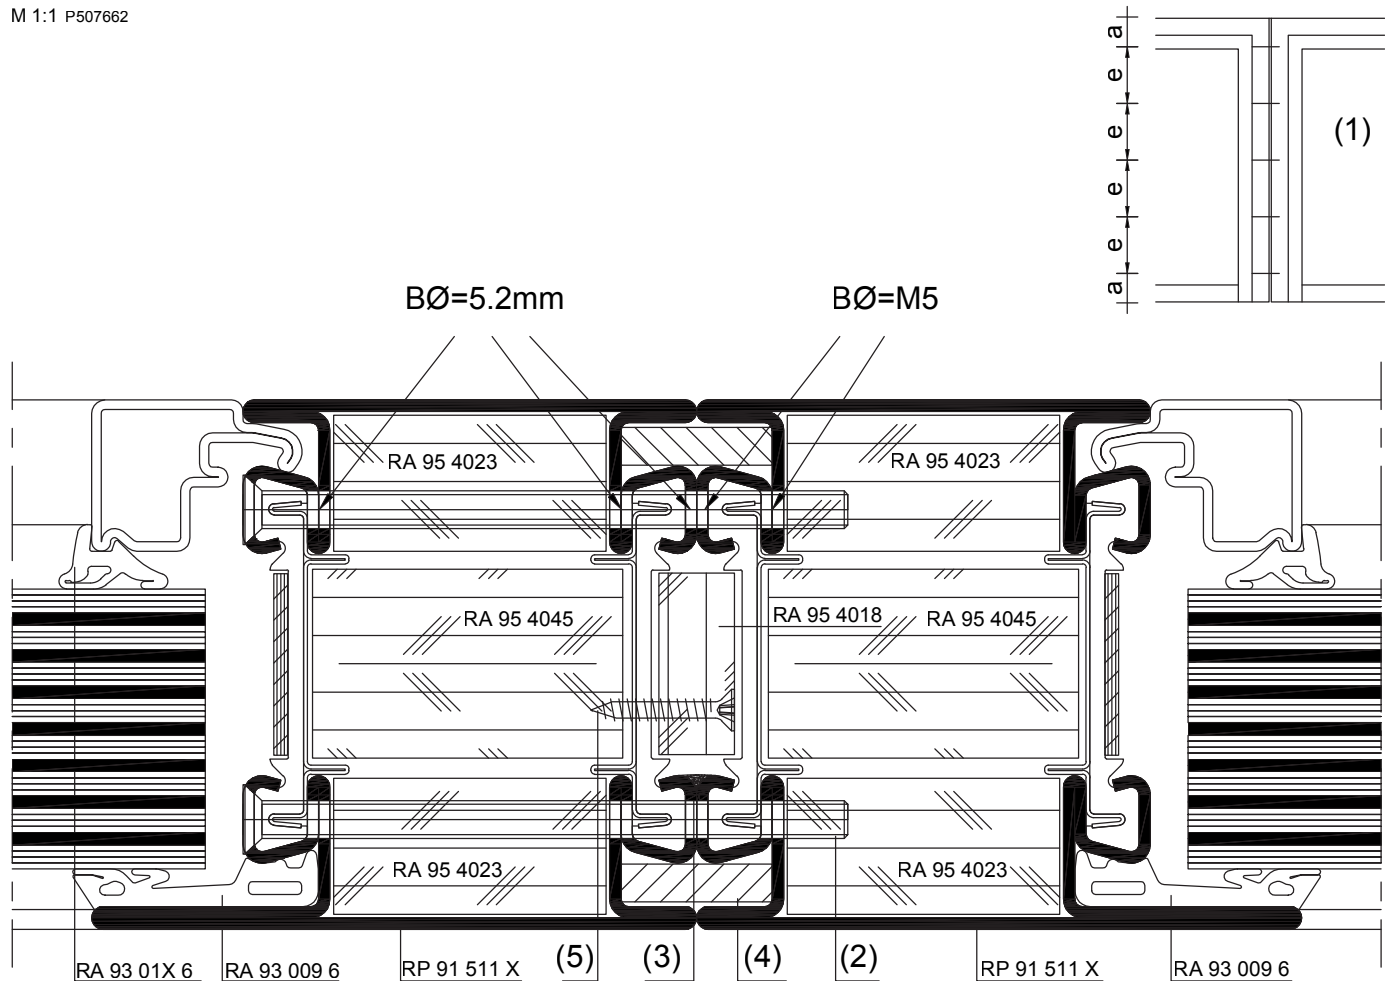 M 1:1 P507662
a
e
e
(1)
e
e
a
BØ=5.2mm
BØ=M5
RA 95 4023
RA 95 4023
RA 95 4045
RA 95 4018
RA 95 4045
RA 95 4023
RA 95 4023
RA 93 01X 6
RA 93 009 6
RP 91 511 X
(5)
(3)
(4)
(2)
RP 91 511 X
RA 93 009 6